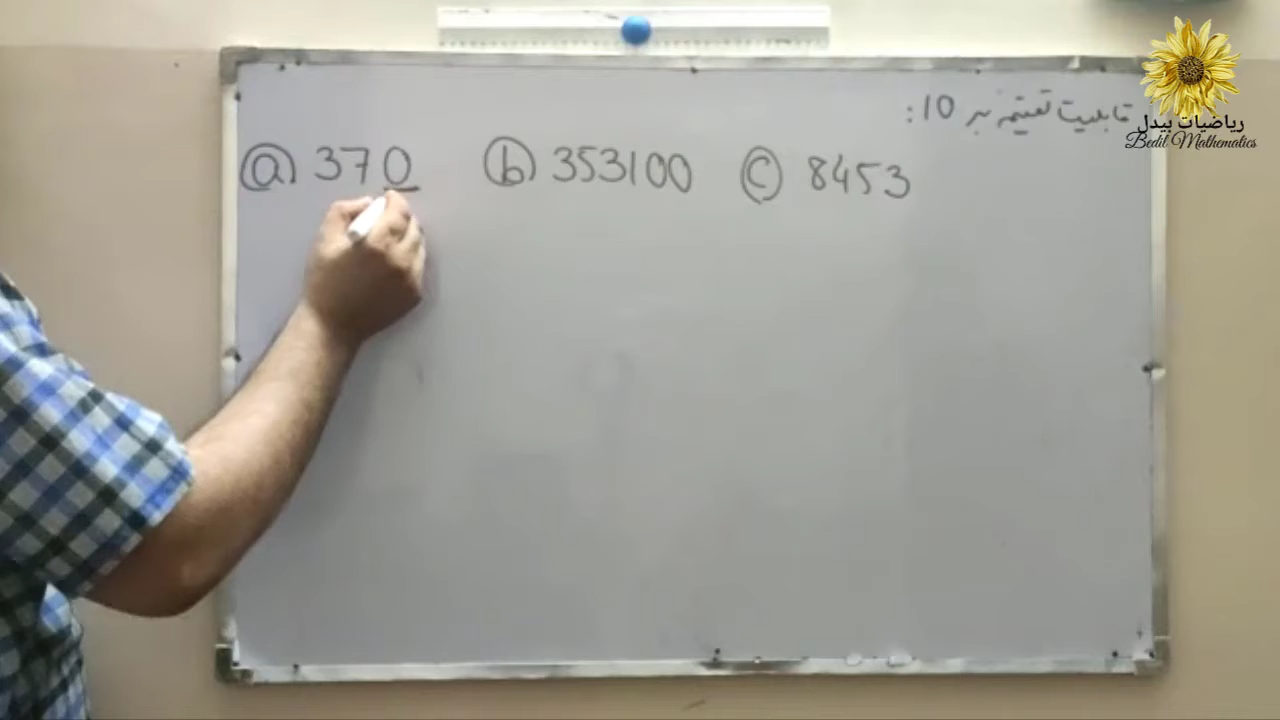 قابلیت تقسیم بر 10:
ریاضیات بیدل
Bedil Mathematics
ⓐ 370 ⓑ 353100 ⓒ 8453